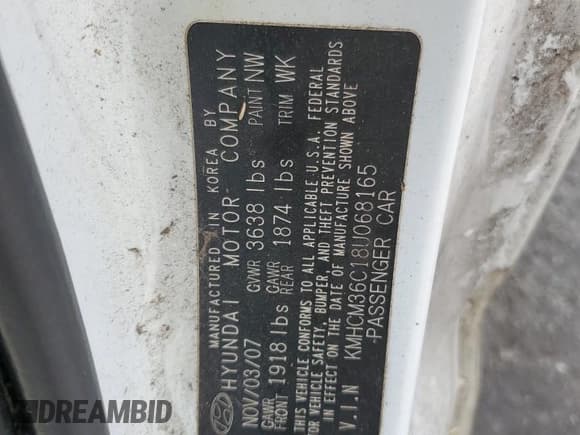 MANUFACTURED IN KOREA BY
HYUNDAI MOTOR COMPANY
NOV/03/07 GVWR 3638 lbs PAINT NW
GAWR FRONT 1918 lbs GAWR REAR 1874 lbs TRIM WK
THIS VEHICLE CONFORMS TO ALL APPLICABLE U.S.A. FEDERAL
VEHICLE SAFETY, BUMPER, AND THEFT PREVENTION STANDARDS
IN EFFECT ON THE DATE OF MANUFACTURE SHOWN ABOVE
V.I.N KMHCM36C18U068165
PASSENGER CAR
DREAMBID